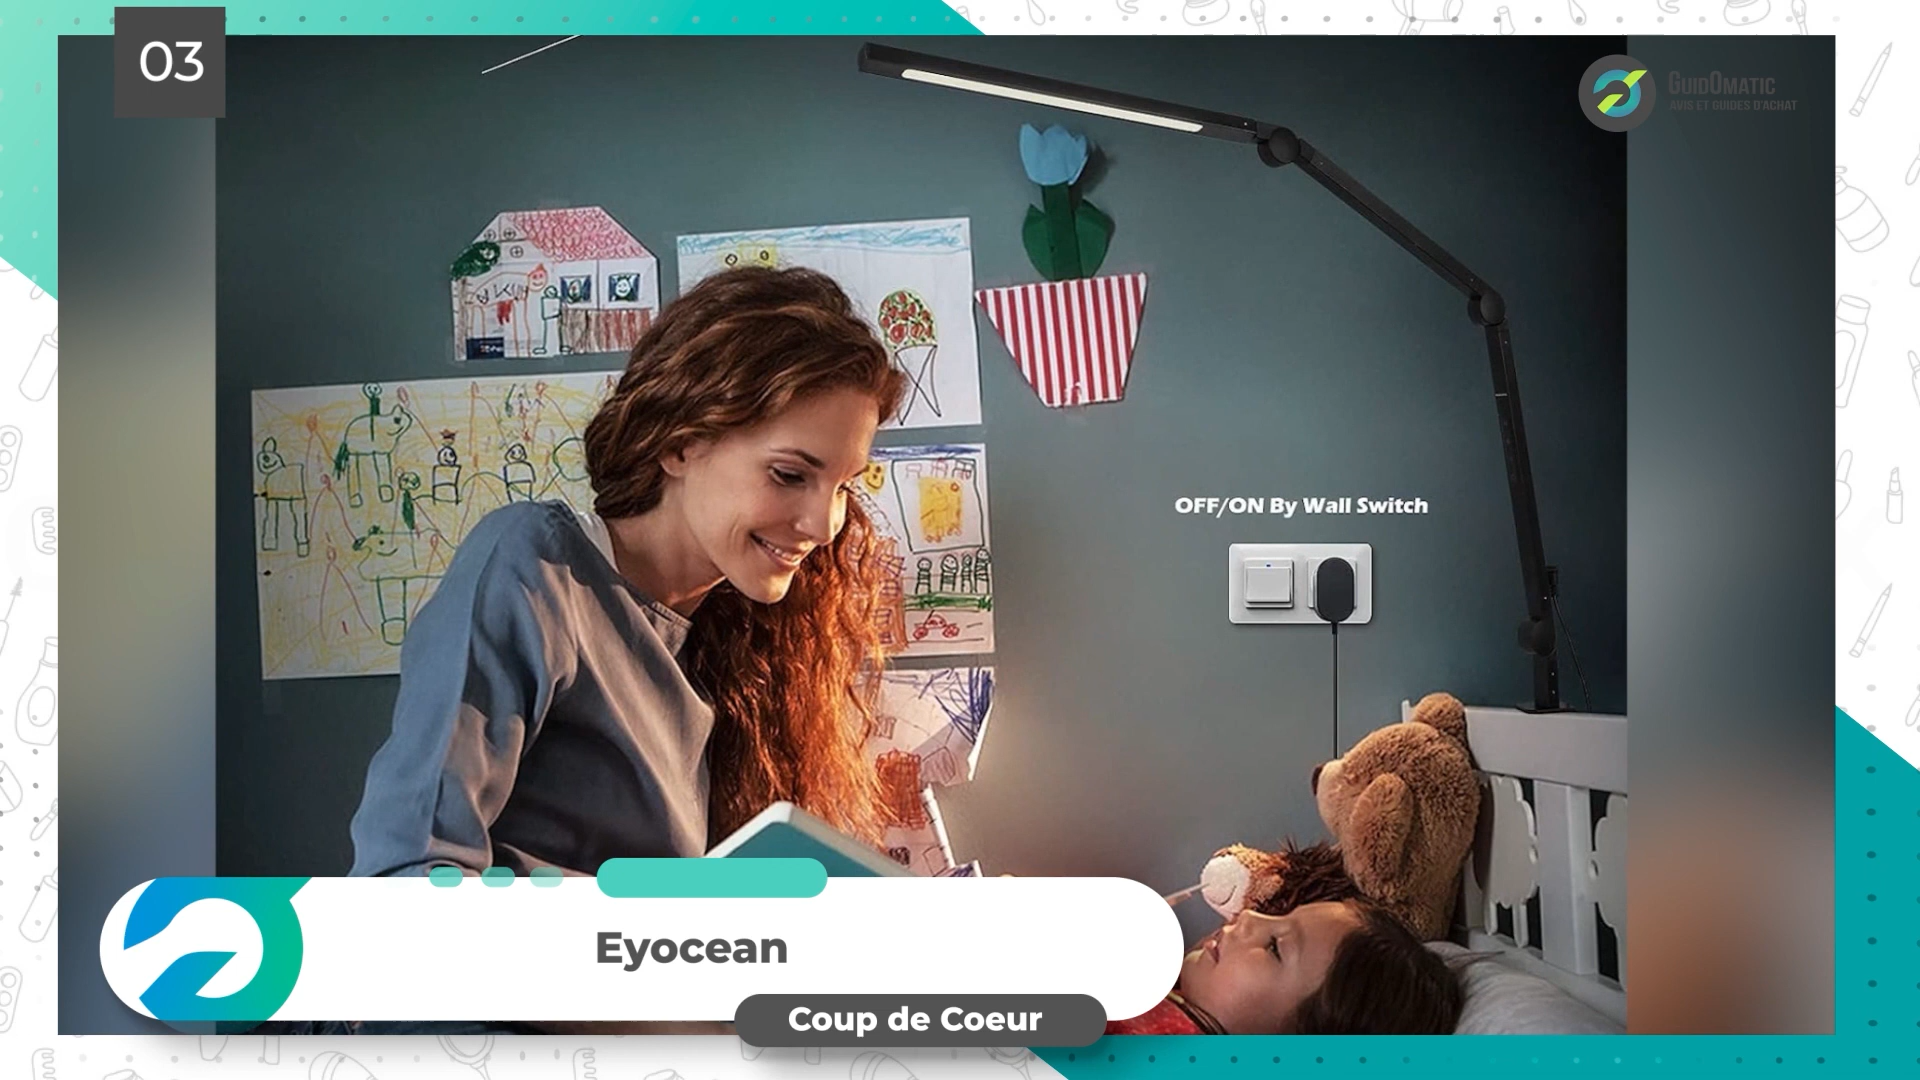 03
GuidOmatic
AVIS ET GUIDES D'ACHAT
OFF/ON By Wall Switch
Eyocean
Coup de Coeur